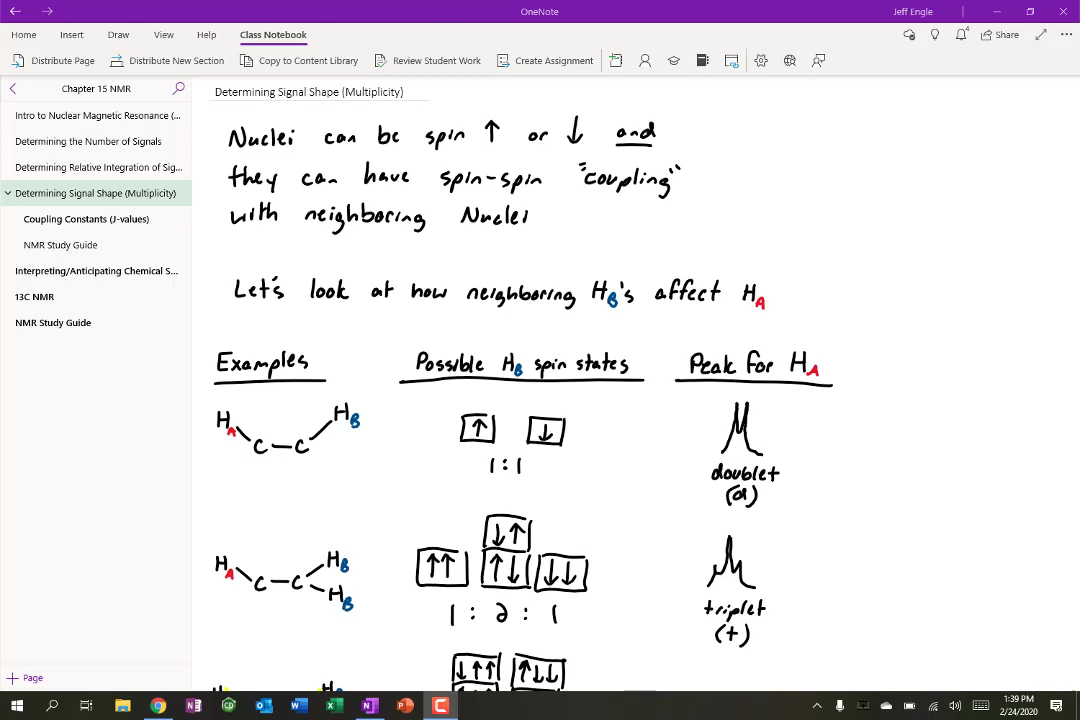 OneNote
Jeff Engle
Home Insert Draw View Help Class Notebook
Share
Distribute Page Distribute New Section Copy to Content Library Review Student Work Create Assignment
Chapter 15 NMR
Intro to Nuclear Magnetic Resonance (...
Determining the Number of Signals
Determining Relative Integration of Sig...
Determining Signal Shape (Multiplicity)
Coupling Constants (J-values)
NMR Study Guide
Interpreting/Anticipating Chemical S...
13C NMR
NMR Study Guide
Page
Determining Signal Shape (Multiplicity)
Nuclei can be spin ↑ or ↓ and
they can have spin-spin "coupling"
with neighboring Nuclei
Let's look at how neighboring HB's affect HA
Examples Possible HB spin states Peak for HA
HA C-C HB
↑ ↓
1:1
doublet
(d)
HA C-C HB HB
↓↑
↑↑ ↑↓ ↓↓
1 : 2 : 1
triplet
(t)
↓↑↑ ↑↓↓
1:39 PM
2/24/2020